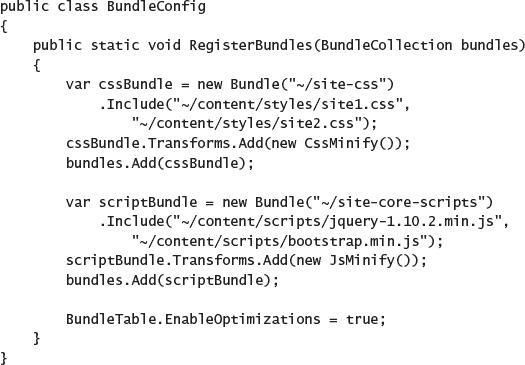 public class BundleConfig
{
    public static void RegisterBundles(BundleCollection bundles)
    {
        var cssBundle = new Bundle("~/site-css")
            .Include("~/content/styles/site1.css",
                "~/content/styles/site2.css");
        cssBundle.Transforms.Add(new CssMinify());
        bundles.Add(cssBundle);

        var scriptBundle = new Bundle("~/site-core-scripts")
            .Include("~/content/scripts/jquery-1.10.2.min.js",
                "~/content/scripts/bootstrap.min.js");
        scriptBundle.Transforms.Add(new JsMinify());
        bundles.Add(scriptBundle);

        BundleTable.EnableOptimizations = true;
    }
}